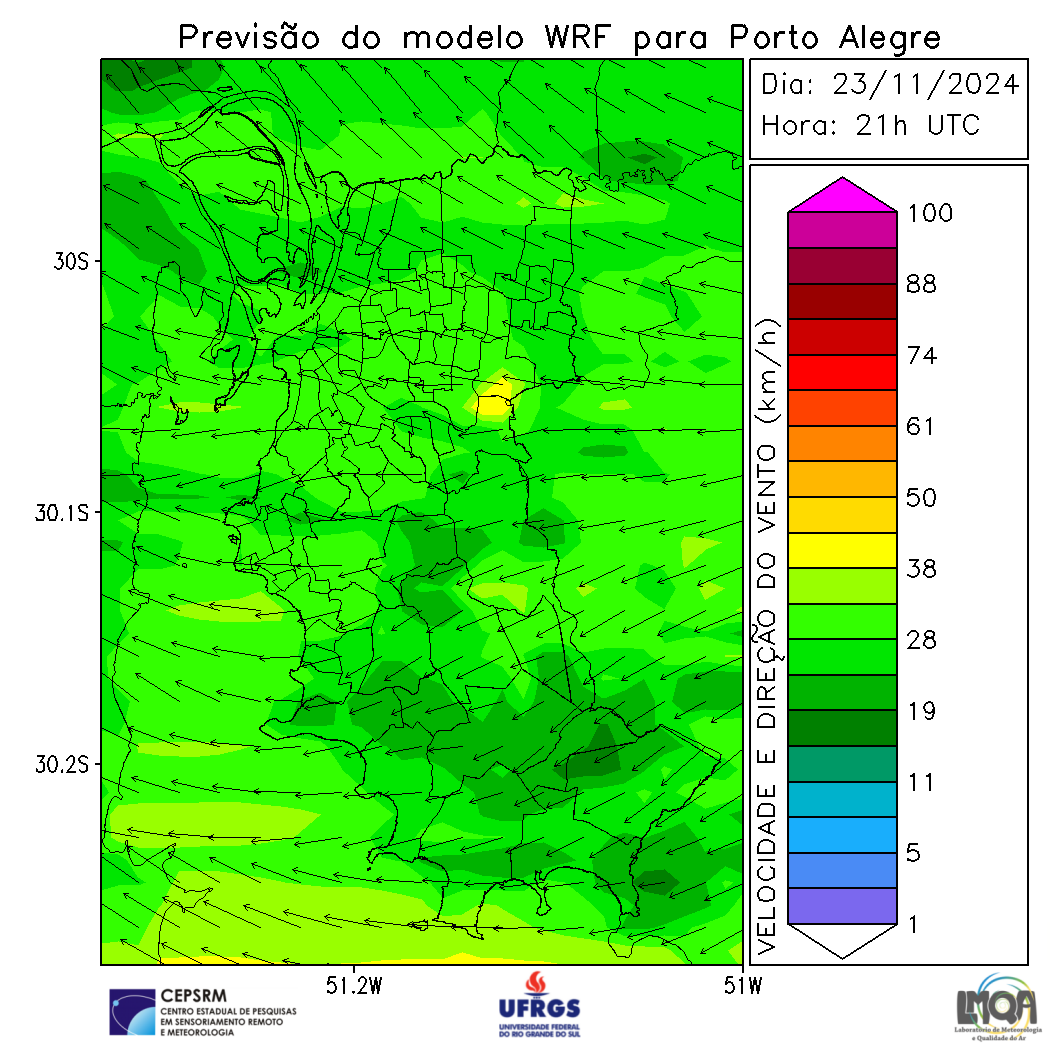 Previsão do modelo WRF para Porto Alegre
Dia: 23/11/2024
Hora: 21h UTC
30S
30.1S
30.2S
51.2W
51W
VELOCIDADE E DIREÇÃO DO VENTO (km/h)
100
88
74
61
50
38
28
19
11
5
1
CEPSRM
CENTRO ESTADUAL DE PESQUISAS
EM SENSORIAMENTO REMOTO
E METEOROLOGIA
UFRGS
UNIVERSIDADE FEDERAL
DO RIO GRANDE DO SUL
LMQA
Laboratório de Meteorologia
e Qualidade do Ar